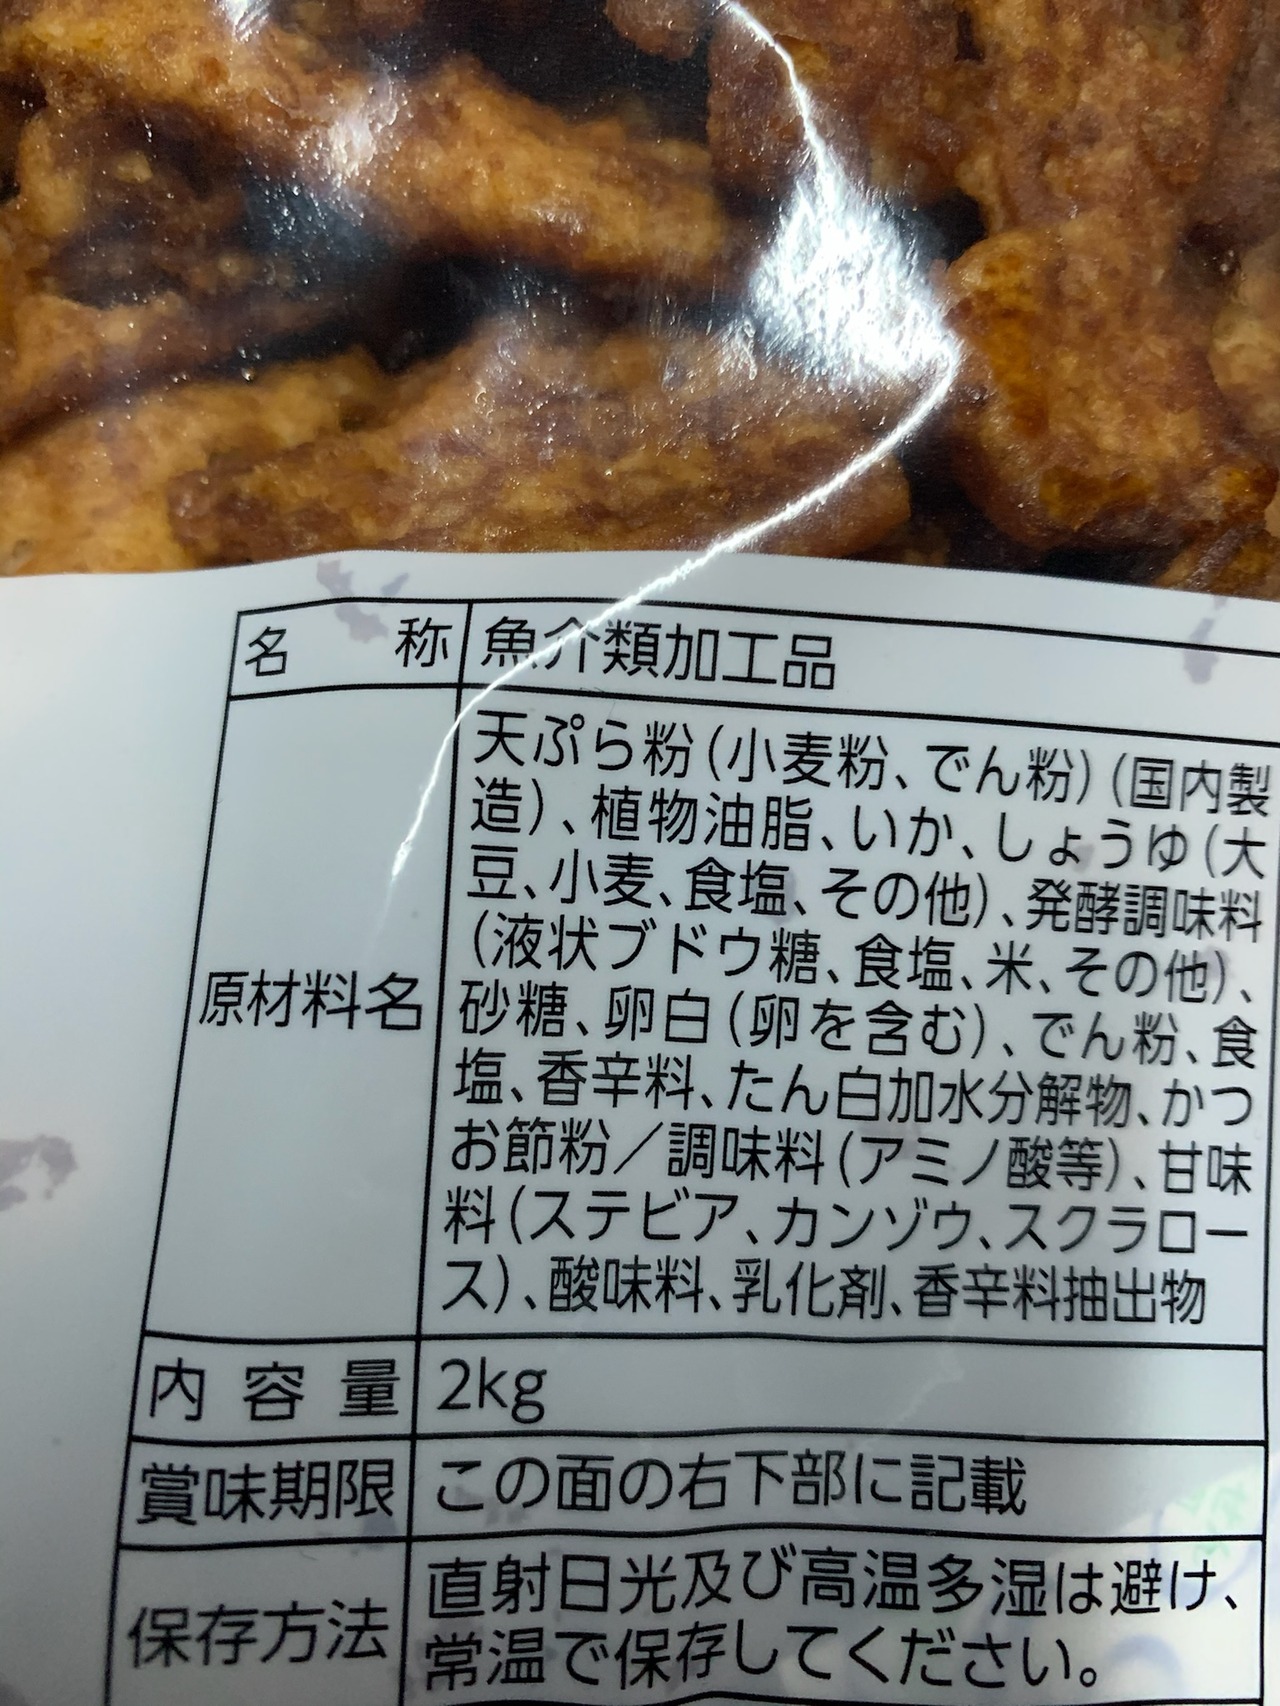 名称 魚介類加工品
天ぷら粉(小麦粉、でん粉)(国内製
造)、植物油脂、いか、しょうゆ(大
豆、小麦、食塩、その他)、発酵調味料
(液状ブドウ糖、食塩、米、その他)、
原材料名 砂糖、卵白(卵を含む)、でん粉、食
塩、香辛料、たん白加水分解物、かつ
お節粉/調味料(アミノ酸等)、甘味
料(ステビア、カンゾウ、スクラロー
ス)、酸味料、乳化剤、香辛料抽出物
内容量 2kg
賞味期限 この面の右下部に記載
保存方法 直射日光及び高温多湿は避け、
常温で保存してください。